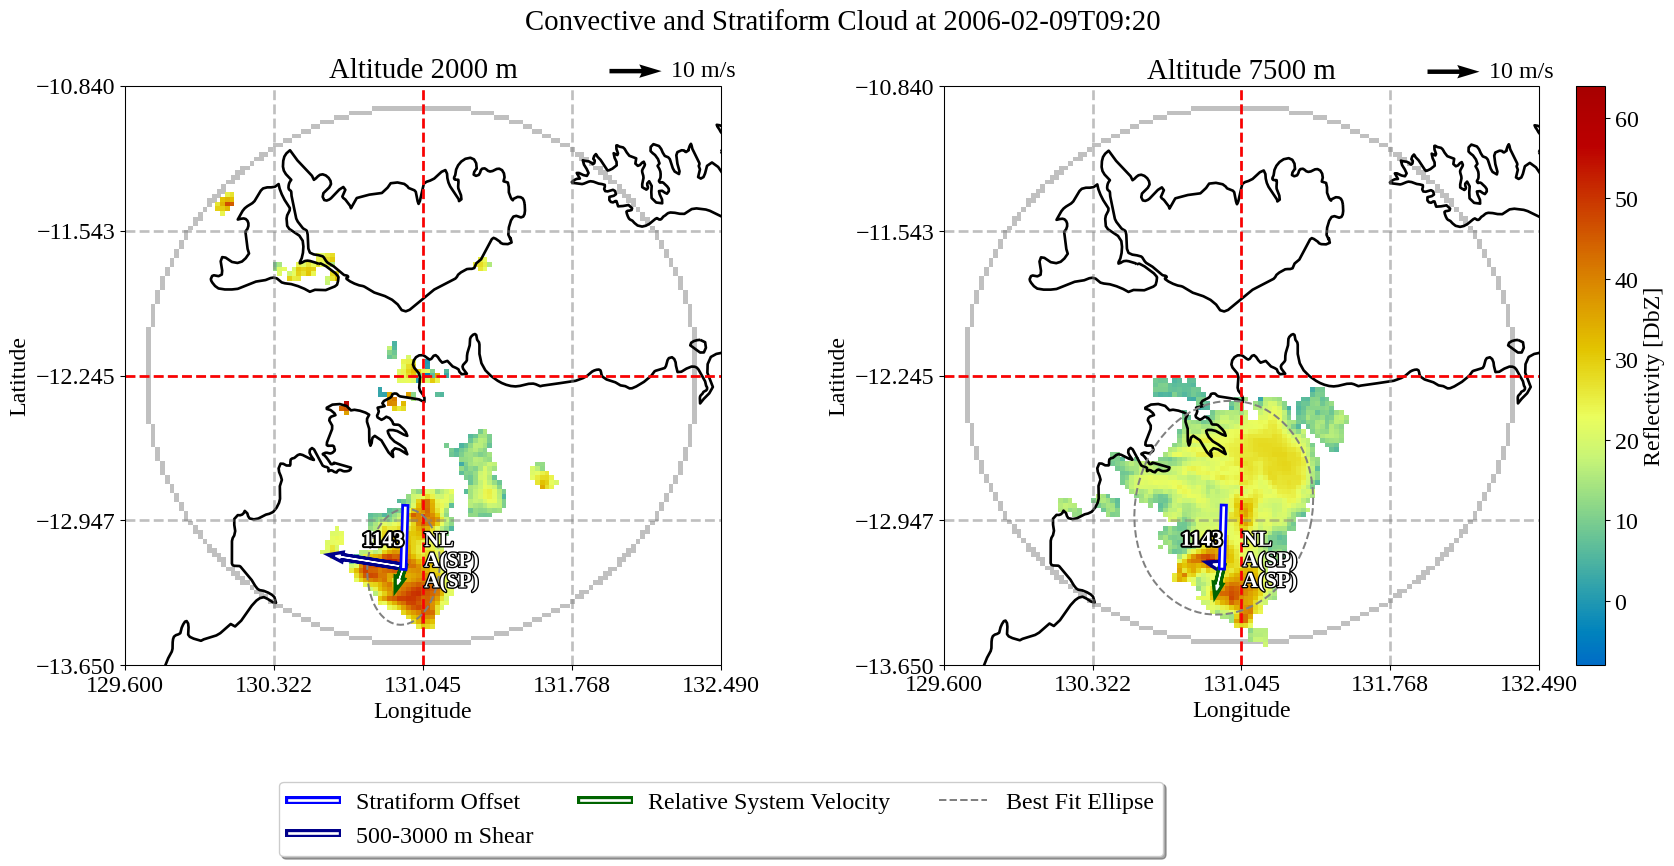 Convective and Stratiform Cloud at 2006-02-09T09:20
Altitude 2000 m
10 m/s
Altitude 7500 m
10 m/s
−10.840
−11.543
−12.245
−12.947
−13.650
Latitude
129.600
130.322
131.045
131.768
132.490
Longitude
1143
NL
A(SP)
A(SP)
−10.840
−11.543
−12.245
−12.947
−13.650
Latitude
129.600
130.322
131.045
131.768
132.490
Longitude
1143
NL
A(SP)
A(SP)
60
50
40
30
20
10
0
Reflectivity [DbZ]
Stratiform Offset
500-3000 m Shear
Relative System Velocity
Best Fit Ellipse